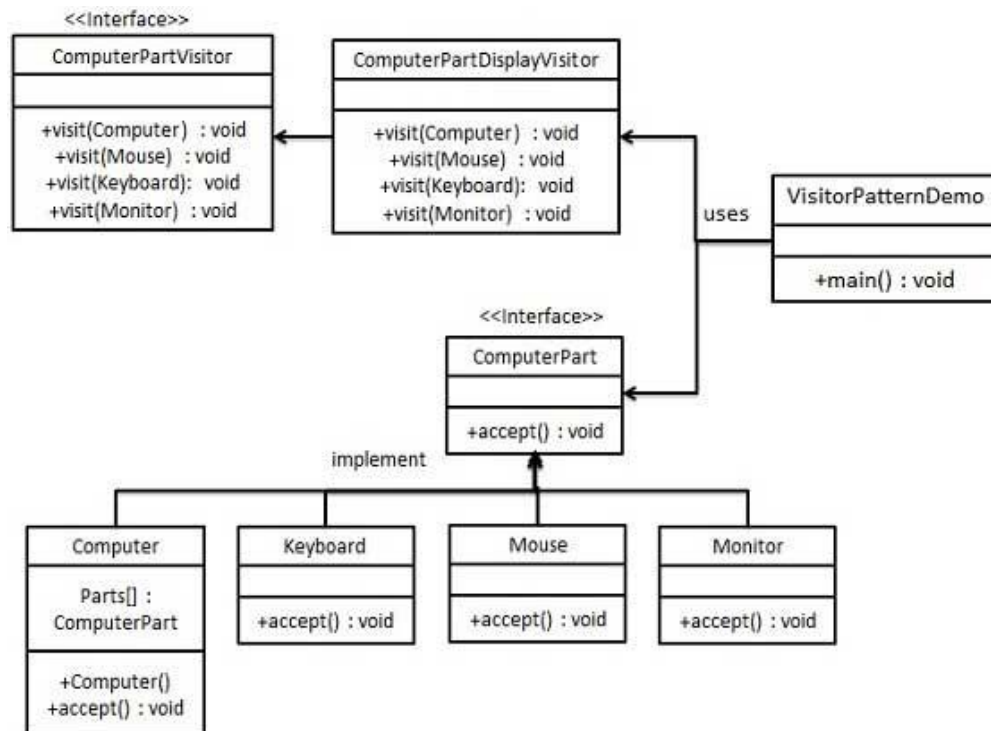 <<Interface>>
ComputerPartVisitor
+visit(Computer) : void
+visit(Mouse) : void
+visit(Keyboard): void
+visit(Monitor) : void
ComputerPartDisplayVisitor
+visit(Computer) : void
+visit(Mouse) : void
+visit(Keyboard): void
+visit(Monitor) : void
uses
VisitorPatternDemo
+main() : void
<<Interface>>
ComputerPart
+accept() : void
implement
Computer
Parts[] :
ComputerPart
+Computer()
+accept() : void
Keyboard
+accept() : void
Mouse
+accept() : void
Monitor
+accept() : void